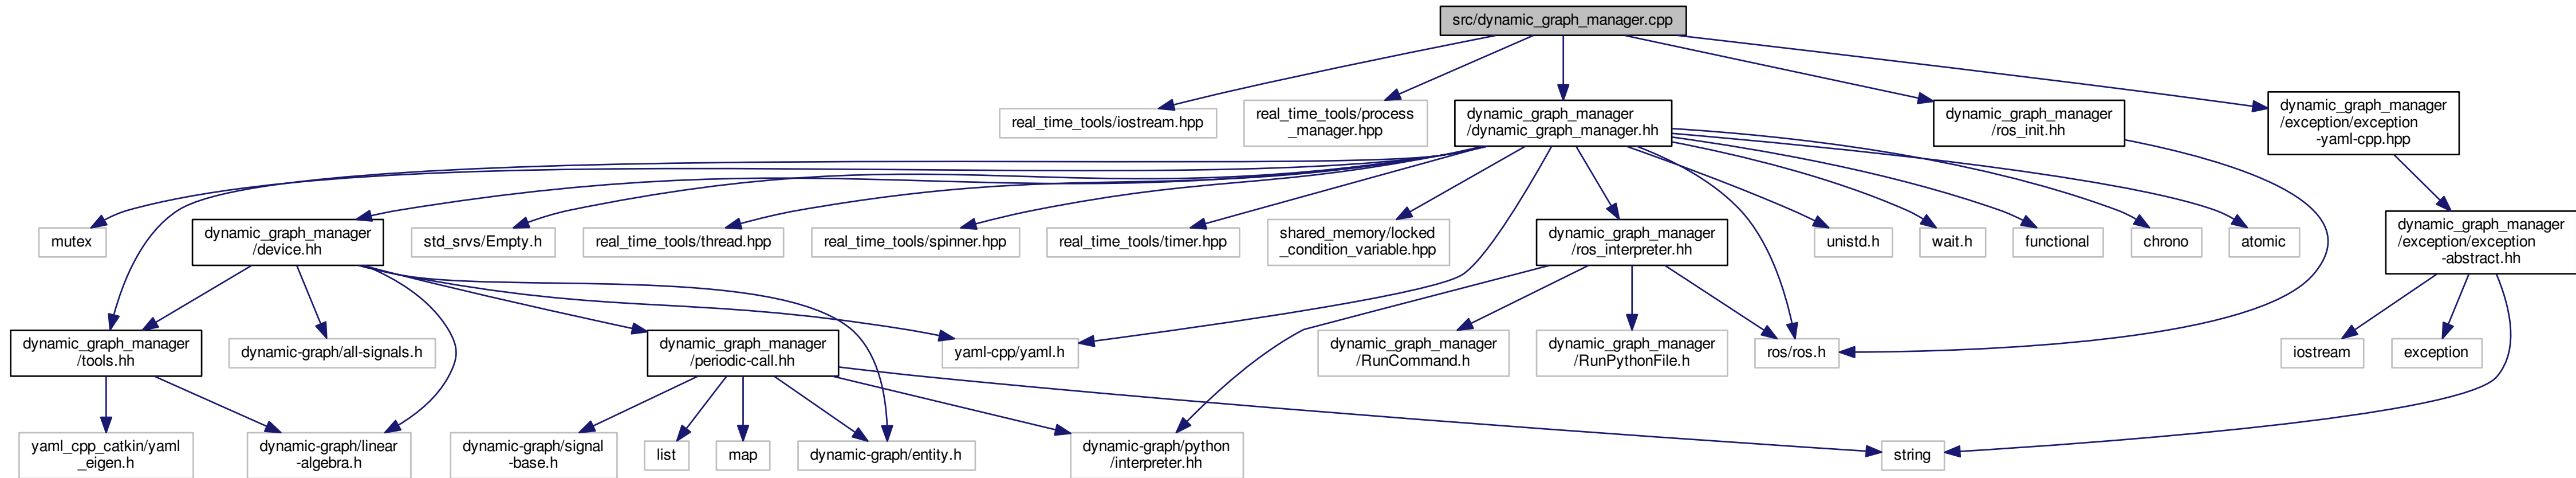 src/dynamic_graph_manager.cpp
real_time_tools/iostream.hpp
real_time_tools/process
_manager.hpp
dynamic_graph_manager
/dynamic_graph_manager.hh
dynamic_graph_manager
/ros_init.hh
dynamic_graph_manager
/exception/exception
-yaml-cpp.hpp
mutex
dynamic_graph_manager
/device.hh
std_srvs/Empty.h
real_time_tools/thread.hpp
real_time_tools/spinner.hpp
real_time_tools/timer.hpp
shared_memory/locked
_condition_variable.hpp
dynamic_graph_manager
/ros_interpreter.hh
unistd.h
wait.h
functional
chrono
atomic
dynamic_graph_manager
/exception/exception
-abstract.hh
dynamic_graph_manager
/tools.hh
dynamic-graph/all-signals.h
dynamic_graph_manager
/periodic-call.hh
yaml-cpp/yaml.h
dynamic_graph_manager
/RunCommand.h
dynamic_graph_manager
/RunPythonFile.h
ros/ros.h
iostream
exception
yaml_cpp_catkin/yaml
_eigen.h
dynamic-graph/linear
-algebra.h
dynamic-graph/signal
-base.h
list
map
dynamic-graph/entity.h
dynamic-graph/python
/interpreter.hh
string